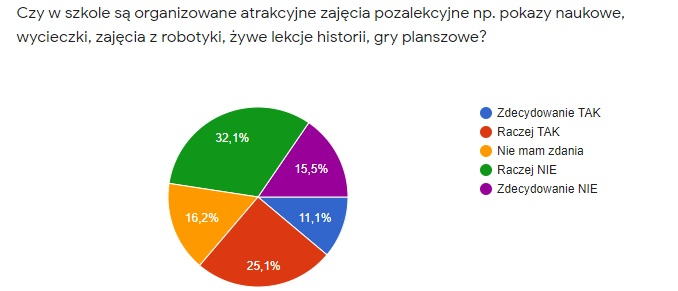 Czy w szkole są organizowane atrakcyjne zajęcia pozalekcyjne np. pokazy naukowe,
wycieczki, zajęcia z robotyki, żywe lekcje historii, gry planszowe?
32,1%
15,5%
16,2%
11,1%
25,1%
Zdecydowanie TAK
Raczej TAK
Nie mam zdania
Raczej NIE
Zdecydowanie NIE